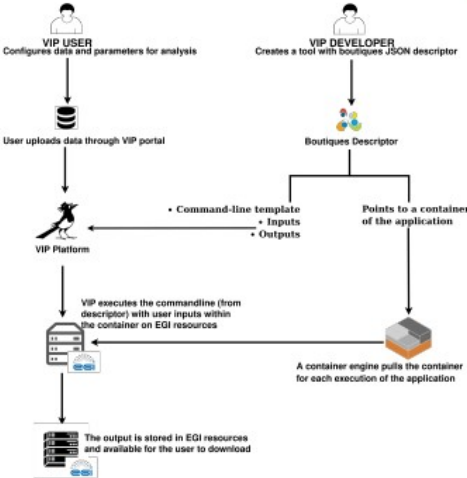 VIP USER
Configures data and parameters for analysis
VIP DEVELOPER
Creates a tool with boutiques JSON descriptor
User uploads data through VIP portal
Boutiques Descriptor
• Command-line template
• Inputs
• Outputs
Points to a container
of the application
VIP Platform
VIP executes the commandline (from
descriptor) with user inputs within
the container on EGI resources
A container engine pulls the container
for each execution of the application
The output is stored in EGI resources
and available for the user to download